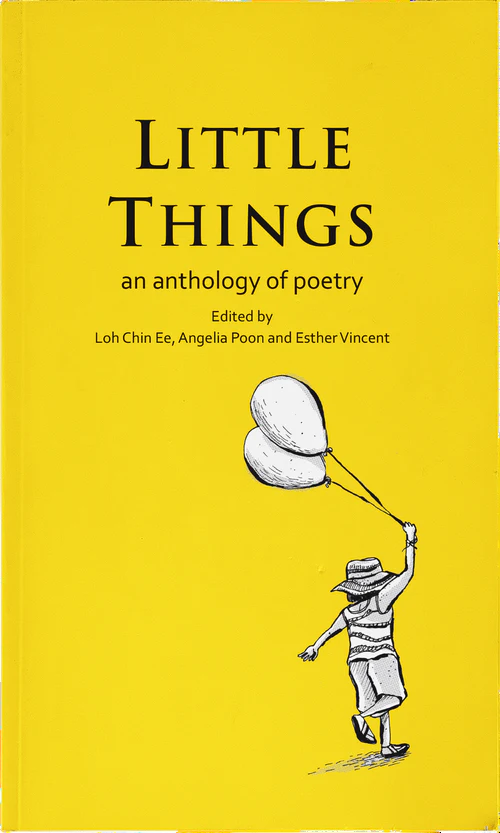 LITTLE
THINGS
an anthology of poetry
Edited by
Loh Chin Ee, Angelia Poon and Esther Vincent